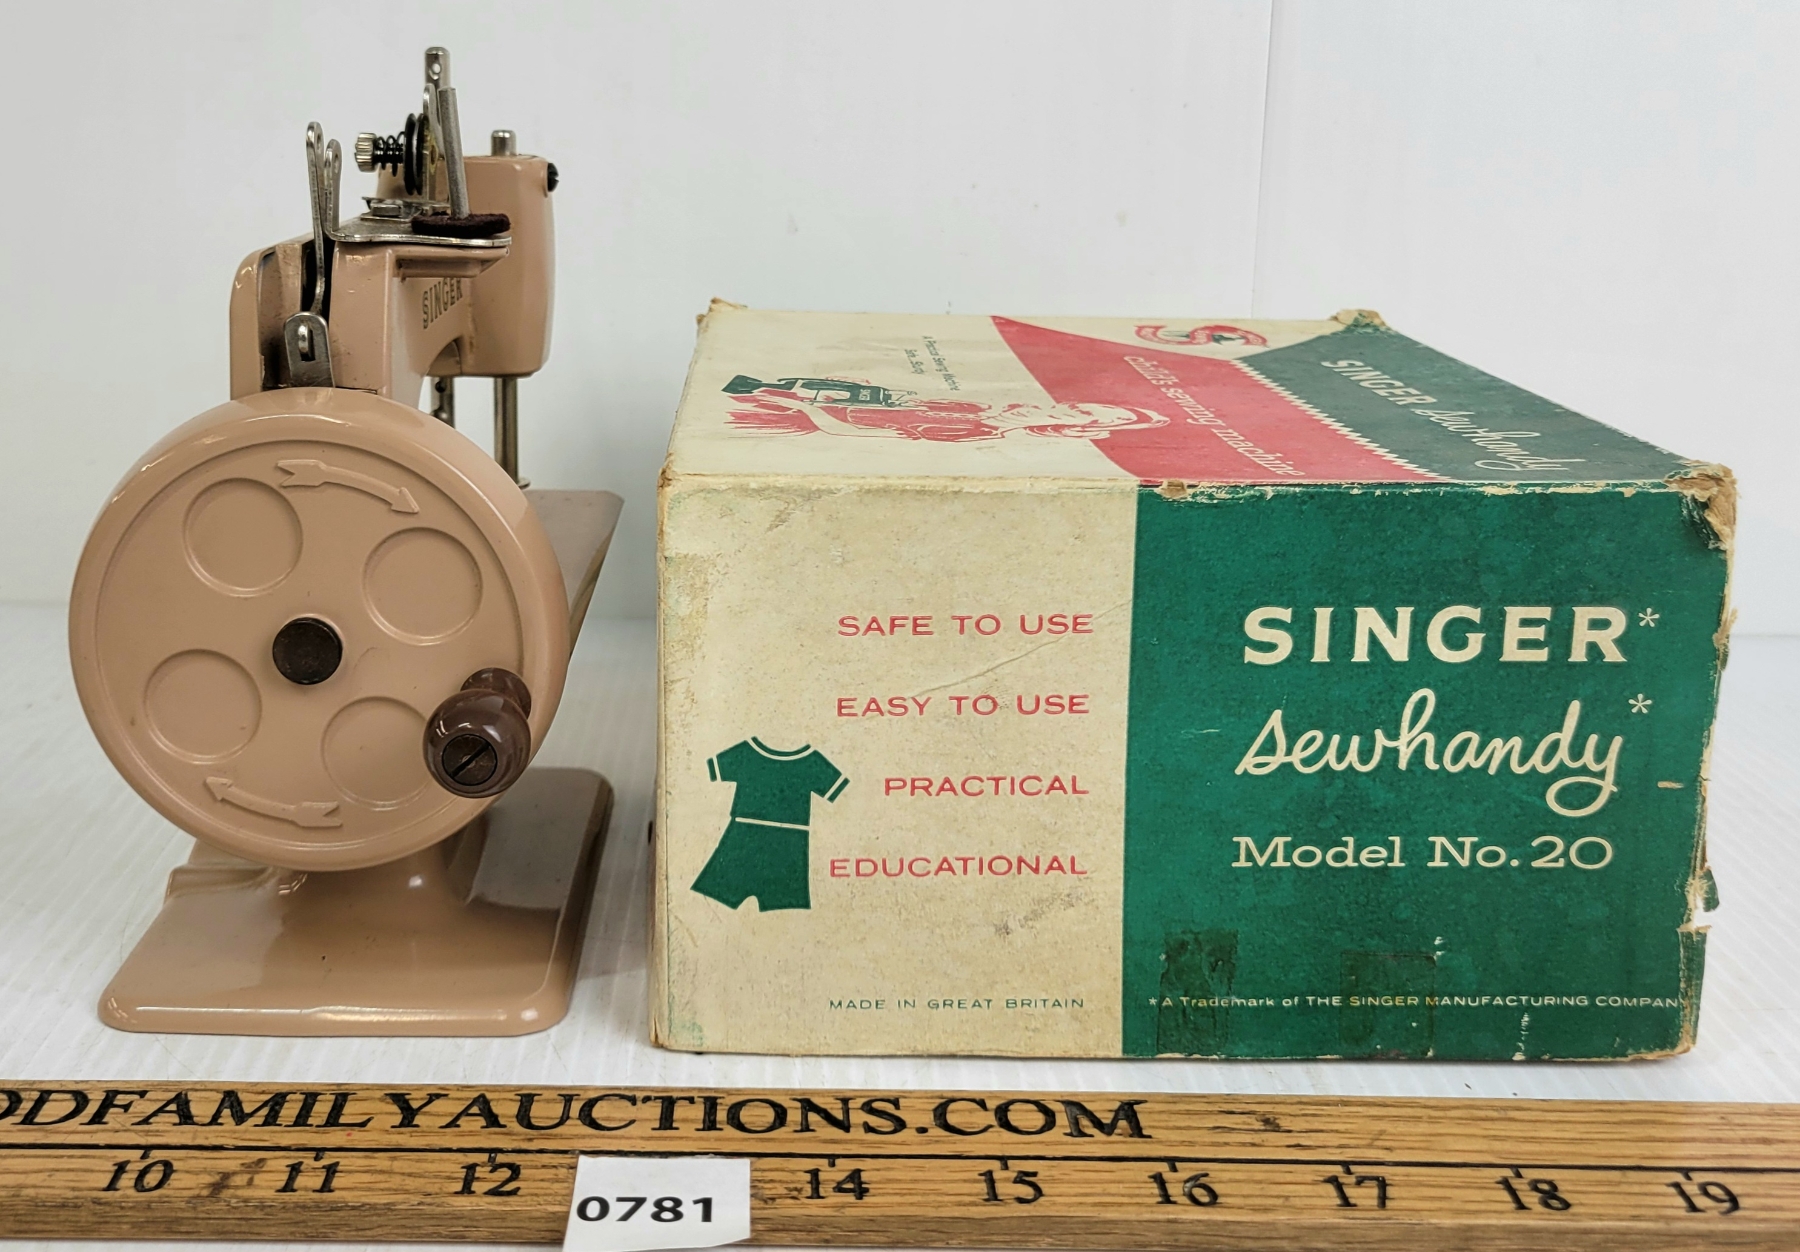 SINGER
child's sewing machine
SINGER sewhandy
SAFE TO USE
EASY TO USE
PRACTICAL
EDUCATIONAL
MADE IN GREAT BRITAIN
SINGER*
sewhandy*
Model No. 20
*A Trademark of THE SINGER MANUFACTURING COMPANY
ODFAMILYAUCTIONS.COM
10 11 12 14 15 16 17 18 19
0781